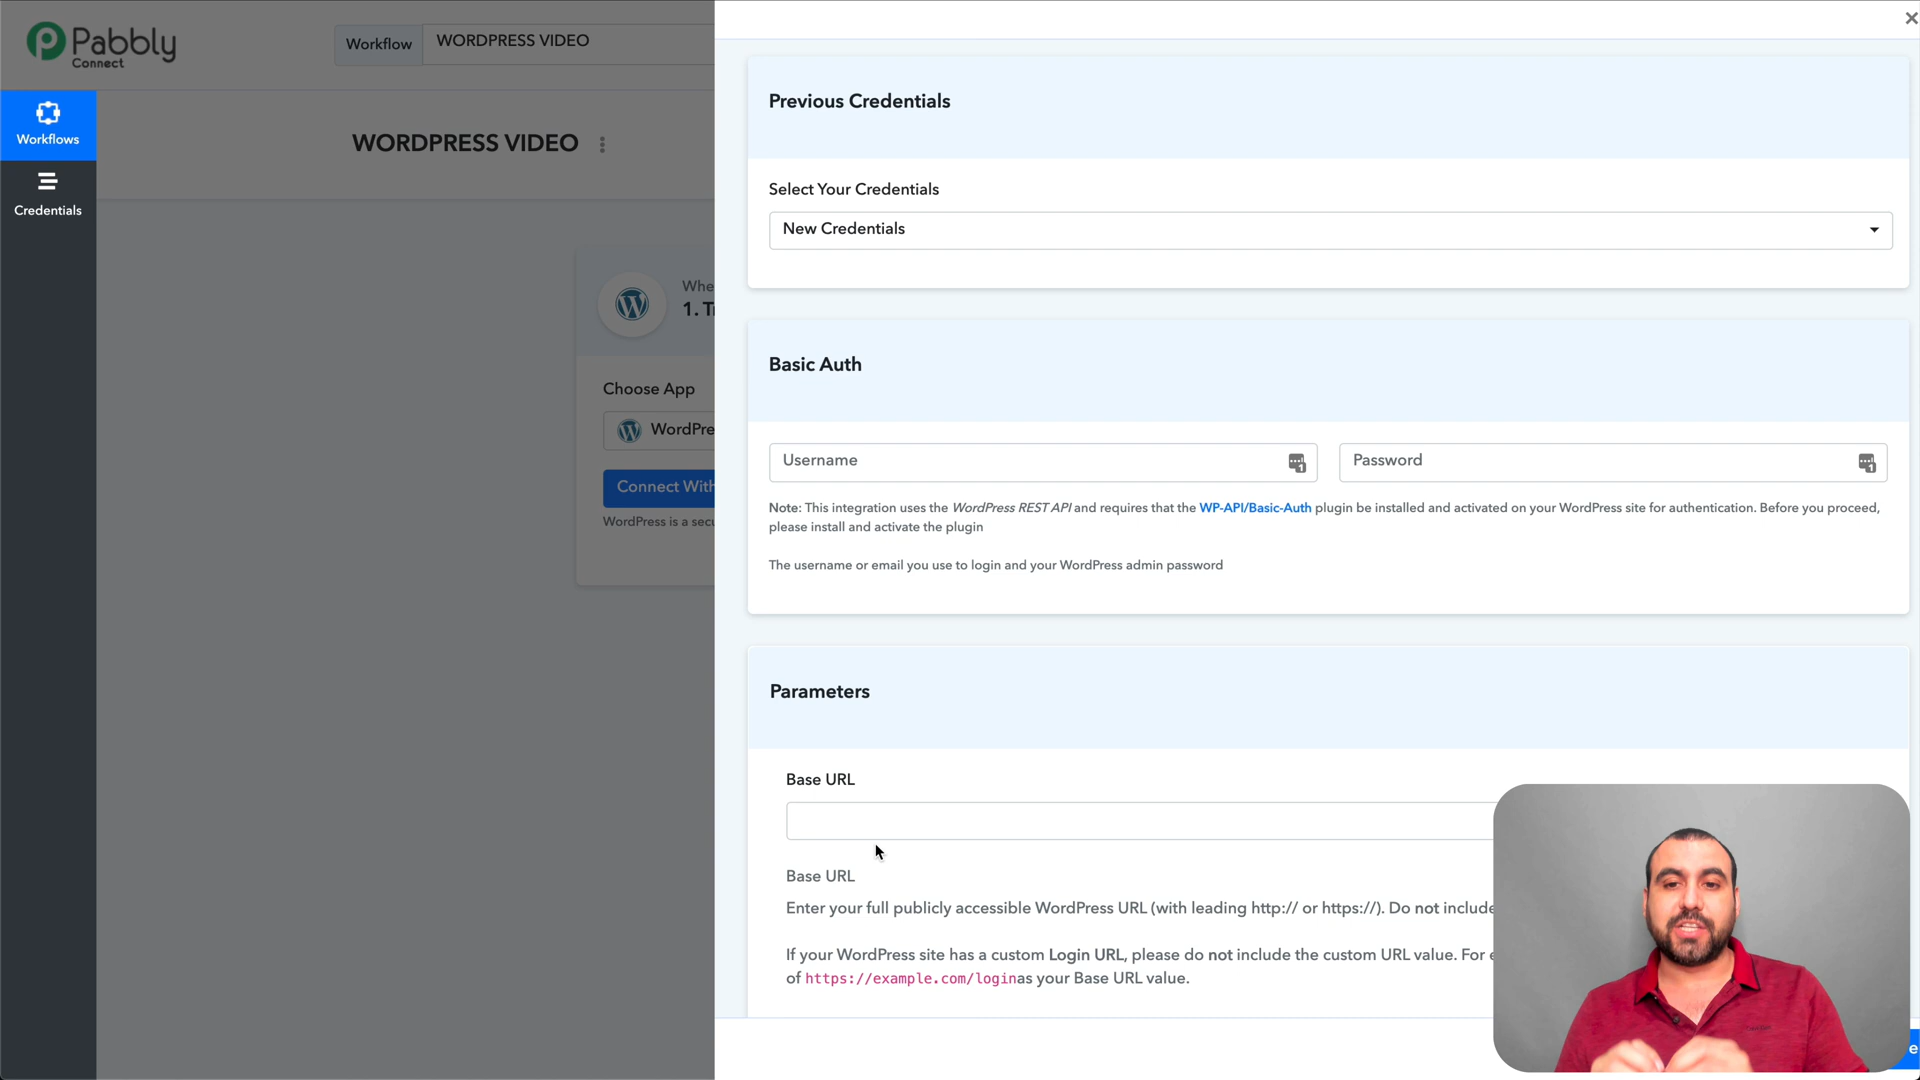 Pabbly
Connect
Workflow
WORDPRESS VIDEO
Workflows
Credentials
WORDPRESS VIDEO
1.
Choose App
Connect With
WordPress is a
×
Previous Credentials
Select Your Credentials
New Credentials
Basic Auth
Username
Password
Note: This integration uses the WordPress REST API and requires that the WP-API/Basic-Auth plugin be installed and activated on your WordPress site for authentication. Before you proceed,
please install and activate the plugin
The username or email you use to login and your WordPress admin password
Parameters
Base URL
Base URL
Enter your full publicly accessible WordPress URL (with leading http:// or https://). Do not include
If your WordPress site has a custom Login URL, please do not include the custom URL value. For
of https://example.com/loginas your Base URL value.